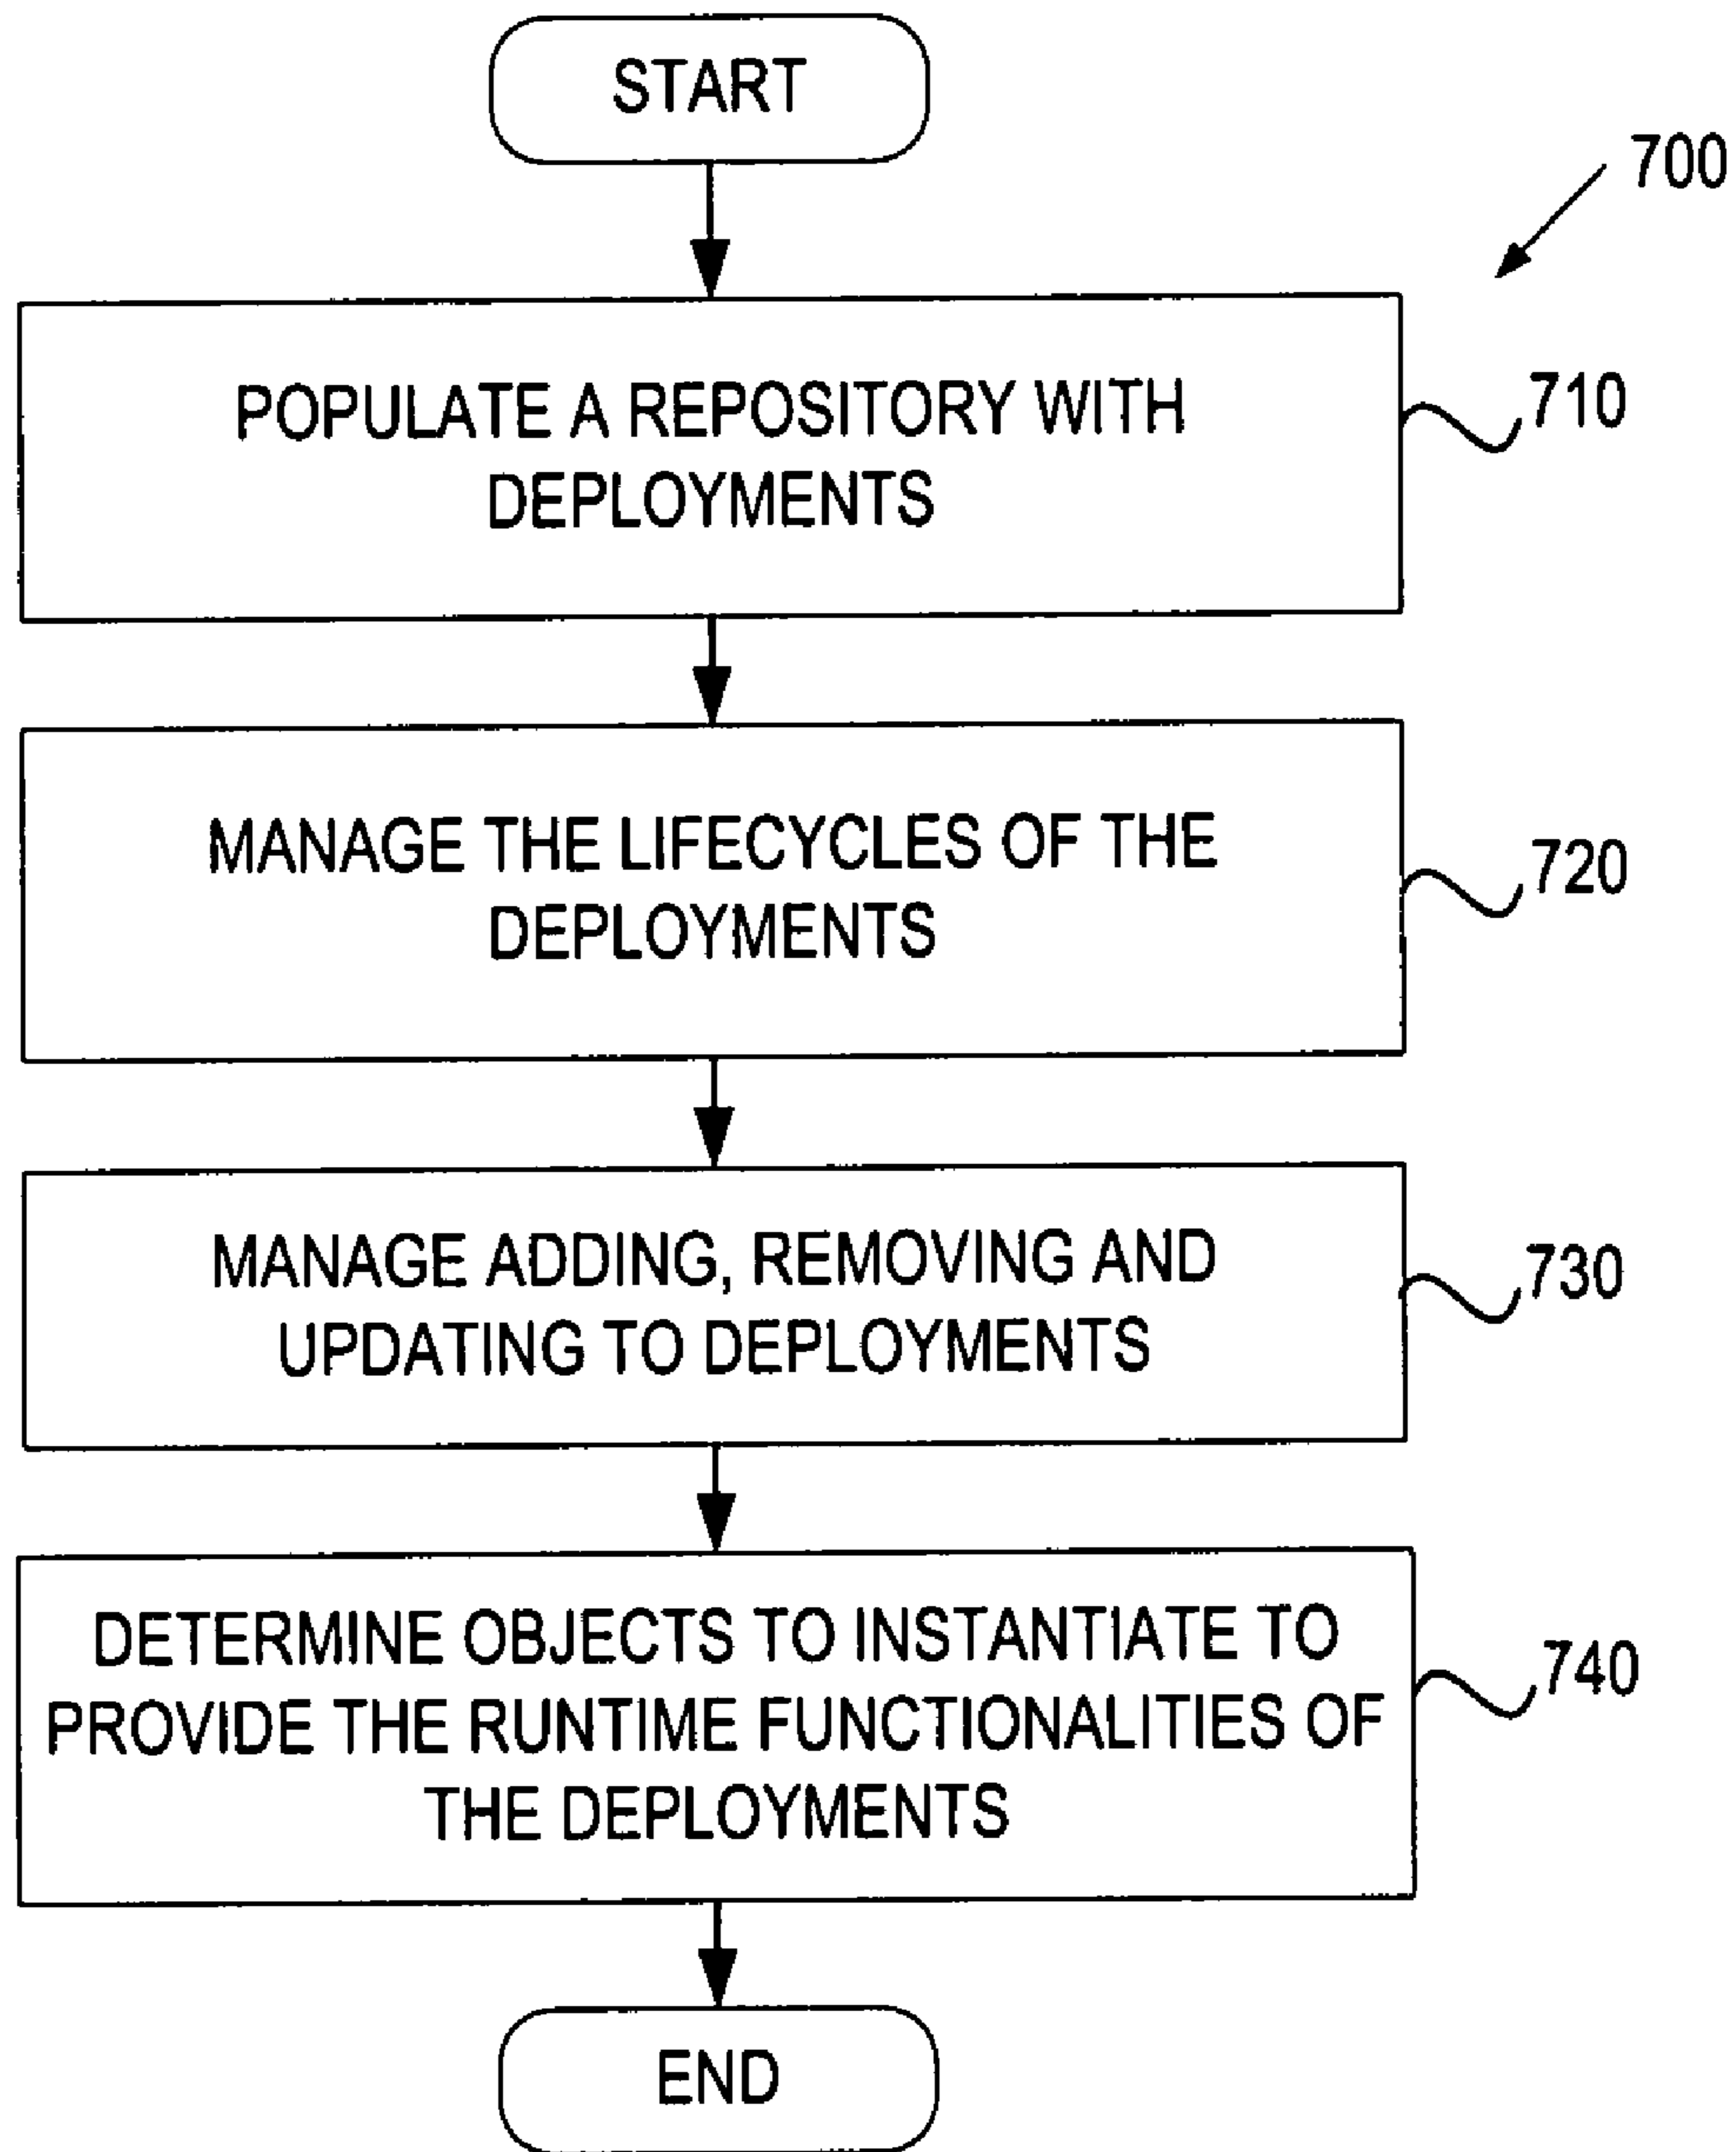 START
700
POPULATE A REPOSITORY WITH
DEPLOYMENTS
710
MANAGE THE LIFECYCLES OF THE
DEPLOYMENTS
720
MANAGE ADDING, REMOVING AND
UPDATING TO DEPLOYMENTS
730
DETERMINE OBJECTS TO INSTANTIATE TO
PROVIDE THE RUNTIME FUNCTIONALITIES OF
THE DEPLOYMENTS
740
END